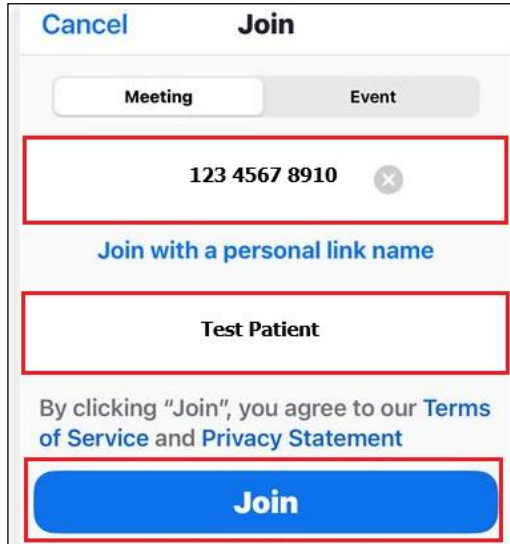 Cancel Join
Meeting Event
123 4567 8910
Join with a personal link name
Test Patient
By clicking “Join”, you agree to our Terms
of Service and Privacy Statement
Join